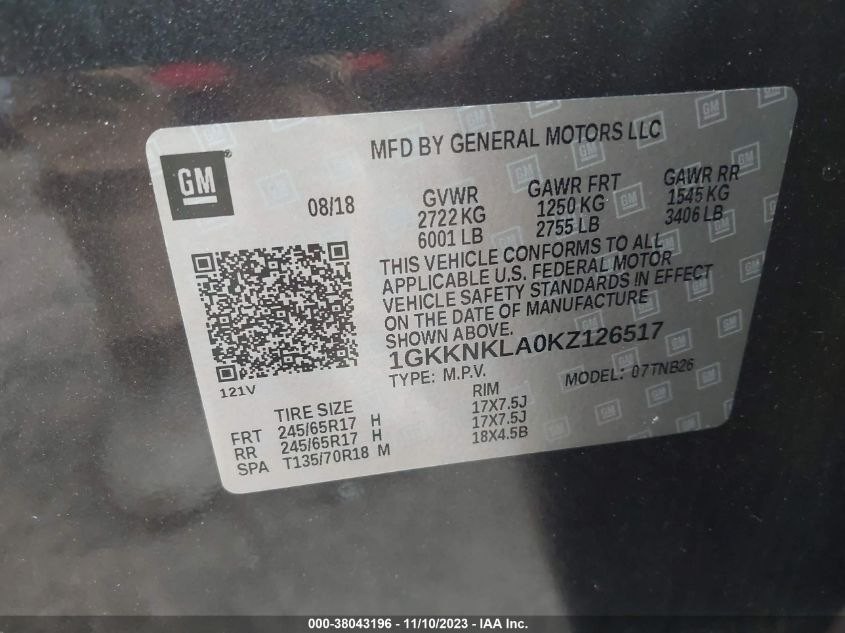 MFD BY GENERAL MOTORS LLC
GM
08/18
GVWR GAWR FRT GAWR RR
2722 KG 1250 KG 1545 KG
6001 LB 2755 LB 3406 LB
THIS VEHICLE CONFORMS TO ALL
APPLICABLE U.S. FEDERAL MOTOR
VEHICLE SAFETY STANDARDS IN EFFECT
ON THE DATE OF MANUFACTURE
SHOWN ABOVE.
1GKKNKLA0KZ126517
TYPE: M.P.V. MODEL: 07TNB26
121V
TIRE SIZE RIM
FRT 245/65R17 H 17X7.5J
RR 245/65R17 H 17X7.5J
SPA T135/70R18 M 18X4.5B
000-38043196 - 11/10/2023 - IAA Inc.